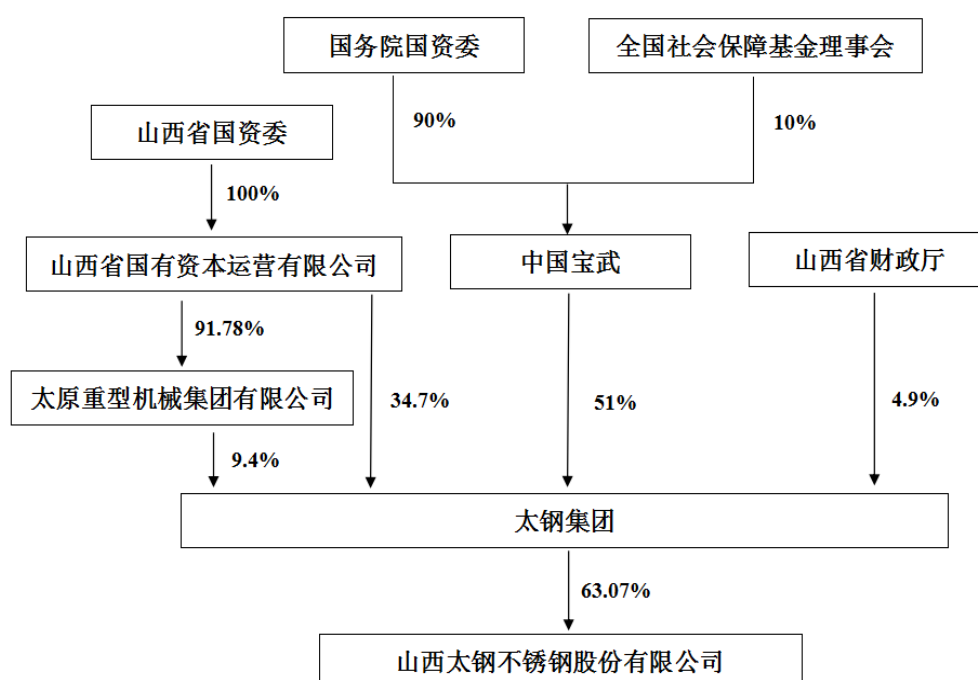 国务院国资委
全国社会保障基金理事会
90%
10%
山西省国资委
100%
山西省国有资本运营有限公司
中国宝武
山西省财政厅
91.78%
太原重型机械集团有限公司
34.7%
51%
4.9%
9.4%
太钢集团
63.07%
山西太钢不锈钢股份有限公司